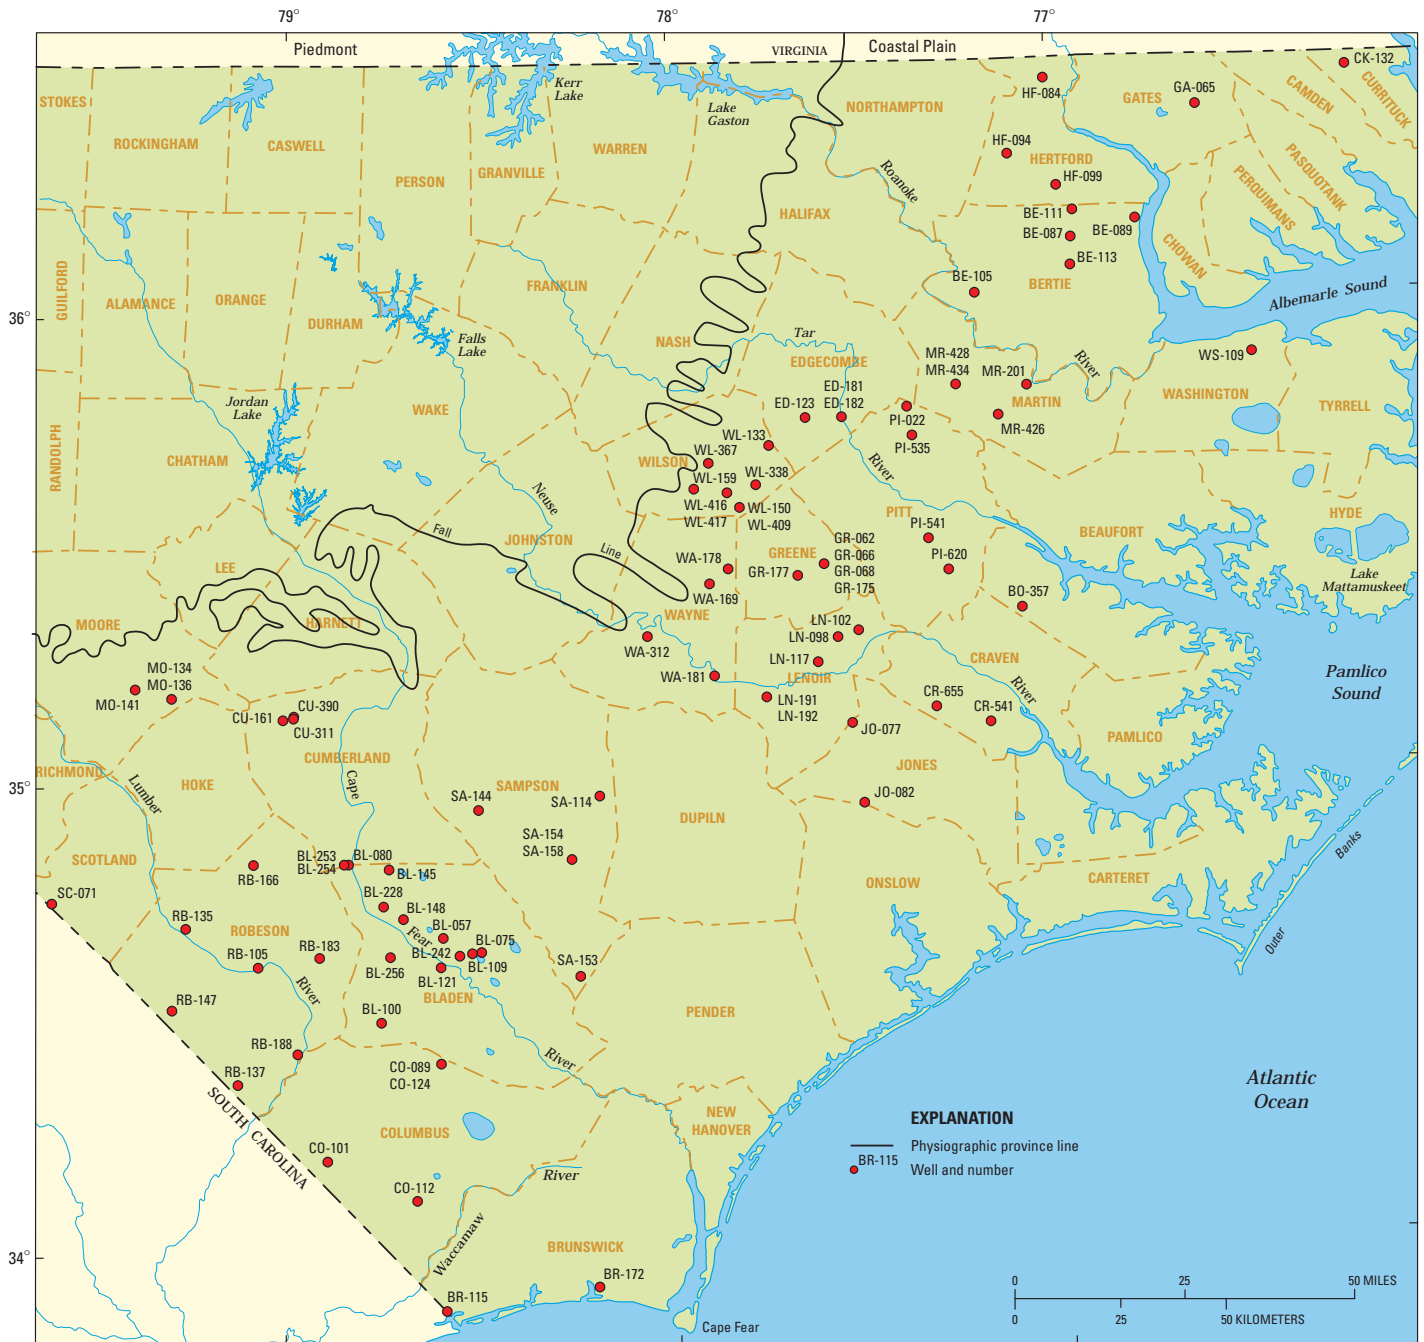 79°
78°
77°
Piedmont
VIRGINIA
Coastal Plain
CK-132
STOKES
Kerr
Lake
Lake
Gaston
NORTHAMPTON
HF-084
GATES
GA-065
CAMDEN
CURRITUCK
ROCKINGHAM
CASWELL
PERSON
GRANVILLE
WARREN
HF-094
HERTFORD
HF-099
PASQUOTANK
PERQUIMANS
Roanoke
HALIFAX
BE-111
BE-087
BE-089
BE-113
CHOWAN
BE-105
BERTIE
GUILFORD
ALAMANCE
ORANGE
DURHAM
FRANKLIN
Albemarle Sound
36°
Falls
Lake
NASH
Tar
EDGECOMBE
MR-428
MR-434
MR-201
River
WS-109
ED-181
ED-182
ED-123
MARTIN
WASHINGTON
TYRRELL
Jordan
Lake
WAKE
PI-022
PI-535
MR-426
RANDOLPH
CHATHAM
WL-133
WL-367
WILSON
WL-159
WL-338
WL-416
WL-417
WL-150
WL-409
River
Neuse
PITT
PI-541
PI-620
BEAUFORT
HYDE
Lake
Mattamuskeet
Fall
Line
JOHNSTON
LEE
WA-178
GREENE
GR-062
GR-066
GR-068
GR-175
GR-177
WA-169
BO-357
MOORE
HARNETT
WAYNE
LN-102
LN-098
WA-312
LN-117
WA-181
LENOIR
CRAVEN
River
Pamlico
Sound
MO-134
MO-136
MO-141
LN-191
LN-192
CR-655
CR-541
JO-077
CU-161
CU-390
CU-311
PAMLICO
RICHMOND
HOKE
CUMBERLAND
JONES
35°
Lumber
Cape
SAMPSON
SA-144
SA-114
JO-082
DUPILN
SA-154
SA-158
Banks
SCOTLAND
BL-253
BL-254
BL-080
BL-145
RB-166
ONSLOW
CARTERET
SC-071
BL-228
BL-148
RB-135
ROBESON
BL-057
Fear
BL-075
Outer
RB-105
RB-183
BL-242
BL-109
BL-256
BL-121
SA-153
River
BLADEN
RB-147
BL-100
PENDER
RB-188
CO-089
CO-124
River
RB-137
Atlantic
Ocean
SOUTH CAROLINA
NEW
HANOVER
EXPLANATION
COLUMBUS
Physiographic province line
CO-101
BR-115
Well and number
River
CO-112
Waccamaw
BRUNSWICK
34°
BR-172
BR-115
0
25
50 MILES
0
25
50 KILOMETERS
Cape Fear